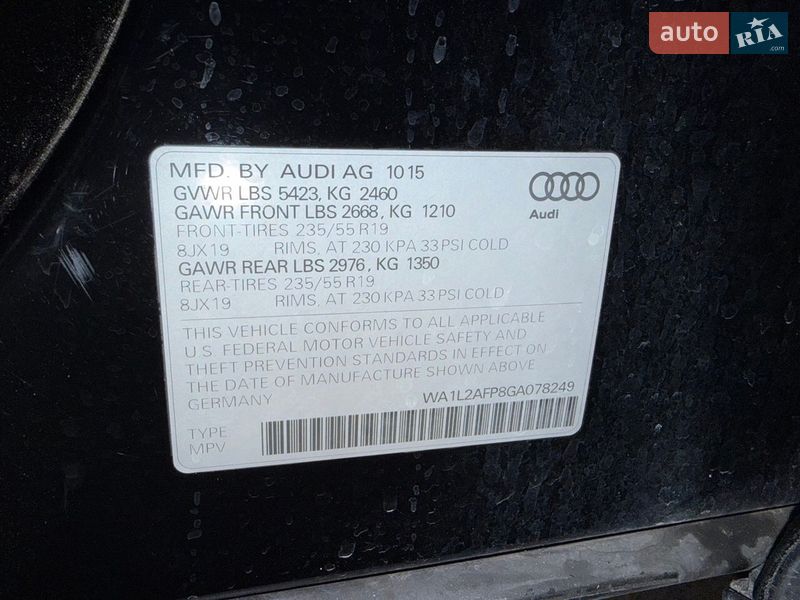 auto RIA .com
MFD. BY AUDI AG 10 15
GVWR LBS 5423, KG 2460
GAWR FRONT LBS 2668, KG 1210
FRONT-TIRES 235/55 R19
8JX19 RIMS, AT 230 KPA 33 PSI COLD
GAWR REAR LBS 2976, KG 1350
REAR-TIRES 235/55 R19
8JX19 RIMS, AT 230 KPA 33 PSI COLD
Audi
THIS VEHICLE CONFORMS TO ALL APPLICABLE
U.S. FEDERAL MOTOR VEHICLE SAFETY AND
THEFT PREVENTION STANDARDS IN EFFECT ON
THE DATE OF MANUFACTURE SHOWN ABOVE
GERMANY WA1L2AFP8GA078249
TYPE
MPV